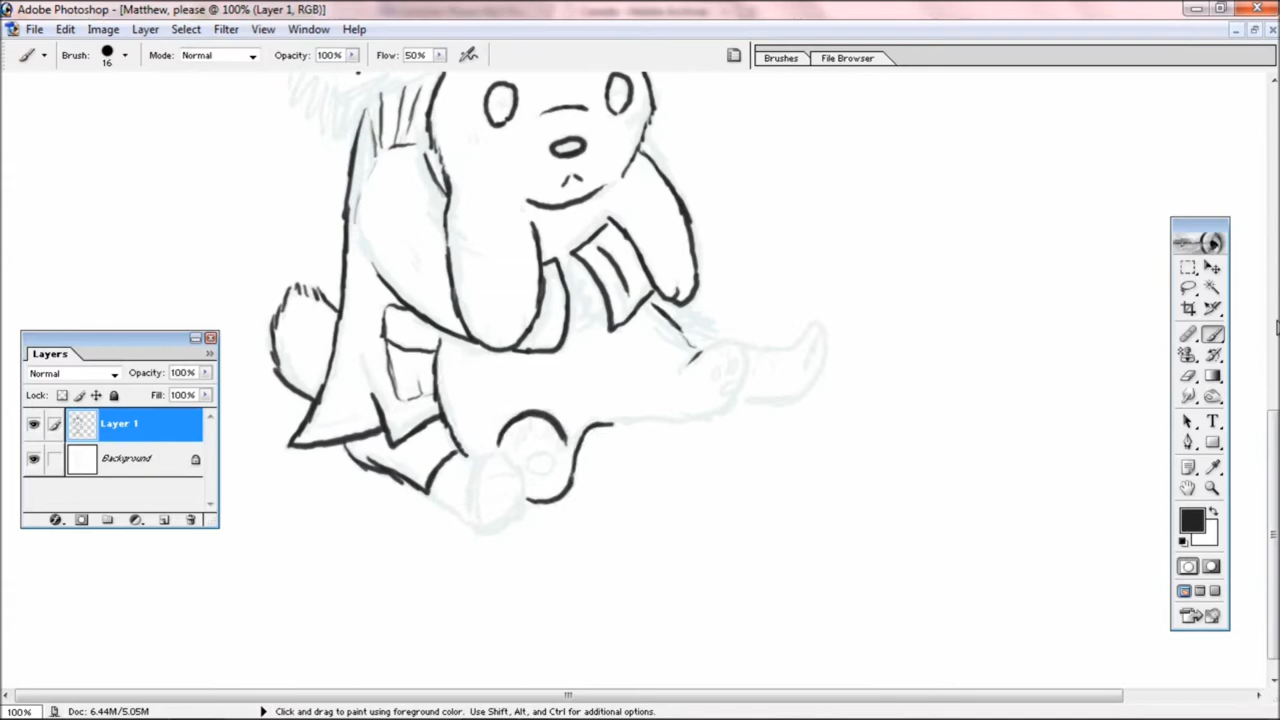 Adobe Photoshop - [Matthew, please @ 100% (Layer 1, RGB)]
File Edit Image Layer Select Filter View Window Help
Brush: 16 Mode: Normal Opacity: 100% Flow: 50% Brushes File Browser
Layers
Normal Opacity: 100%
Lock: Fill: 100%
Layer 1
Background
100% Doc: 6.44M/5.05M Click and drag to paint using foreground color. Use Shift, Alt, and Ctrl for additional options.